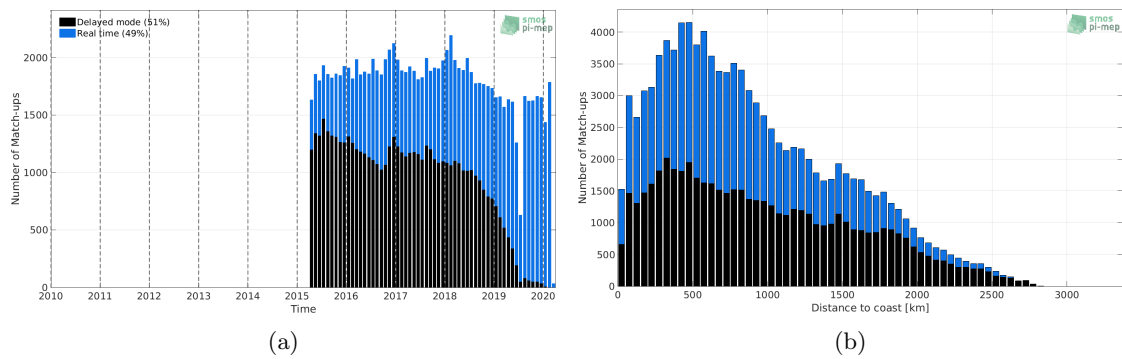 Delayed mode (51%)
Real time (49%)
smos
pi-mep
Number of Match-ups
2000
1500
1000
500
0
2010 2011 2012 2013 2014 2015 2016 2017 2018 2019 2020
Time
(a)
smos
pi-mep
Number of Match-ups
4000
3500
3000
2500
2000
1500
1000
500
0
0 500 1000 1500 2000 2500 3000
Distance to coast [km]
(b)